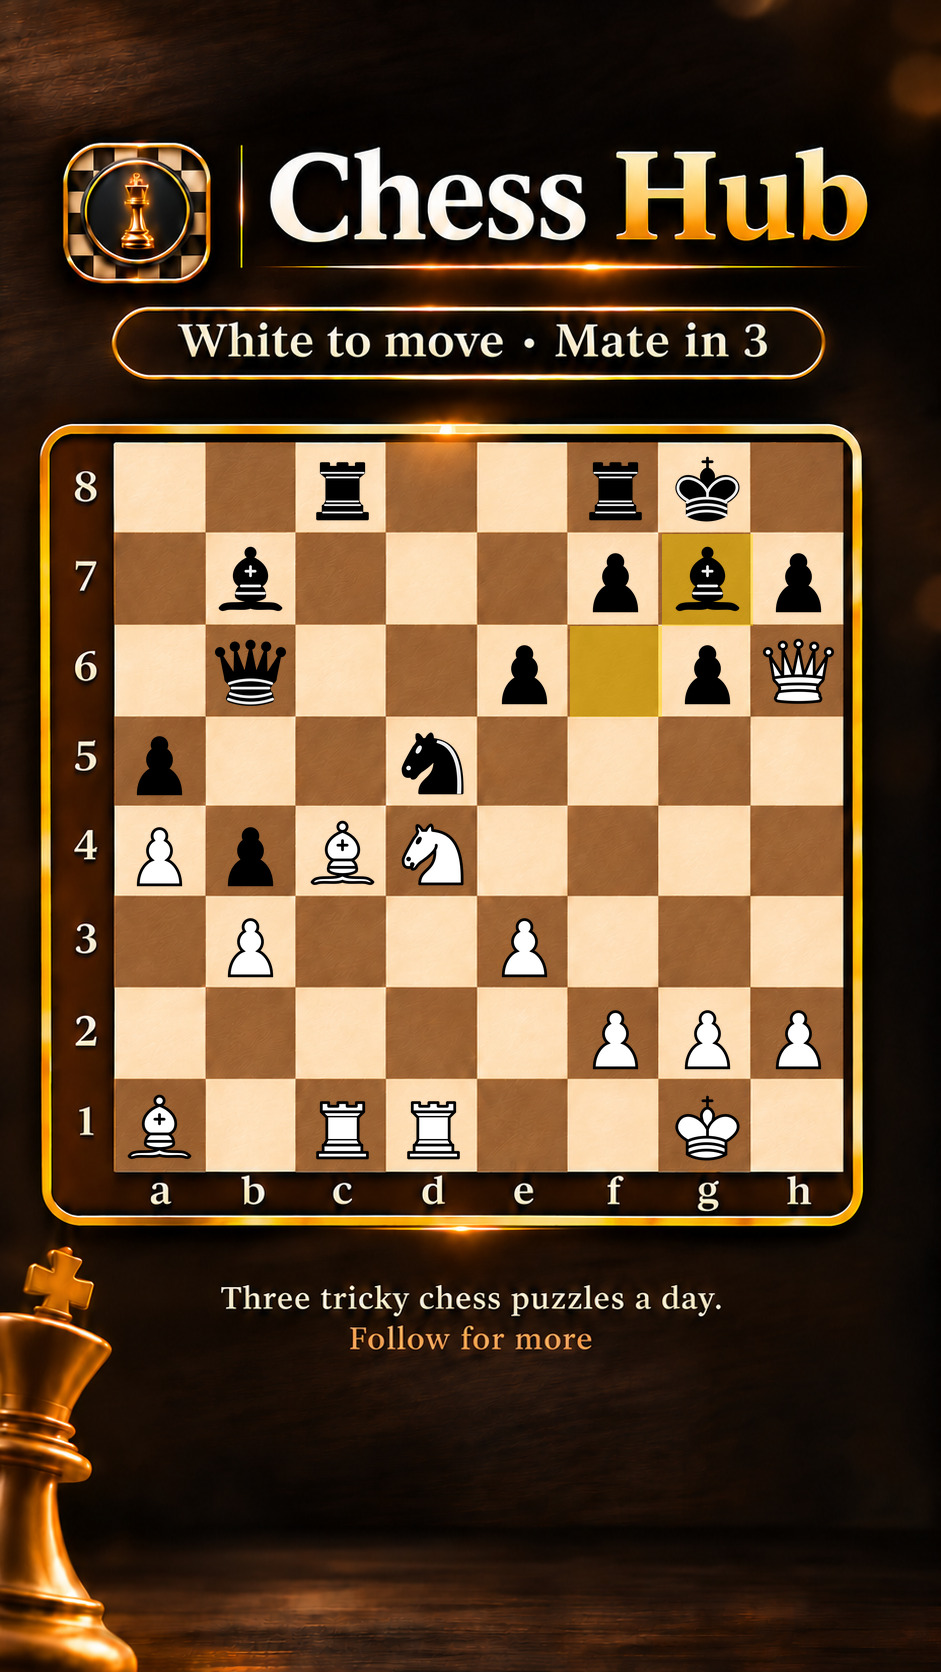 Chess Hub
White to move • Mate in 3
8
7
6
5
4
3
2
1
a b c d e f g h
Three tricky chess puzzles a day.
Follow for more